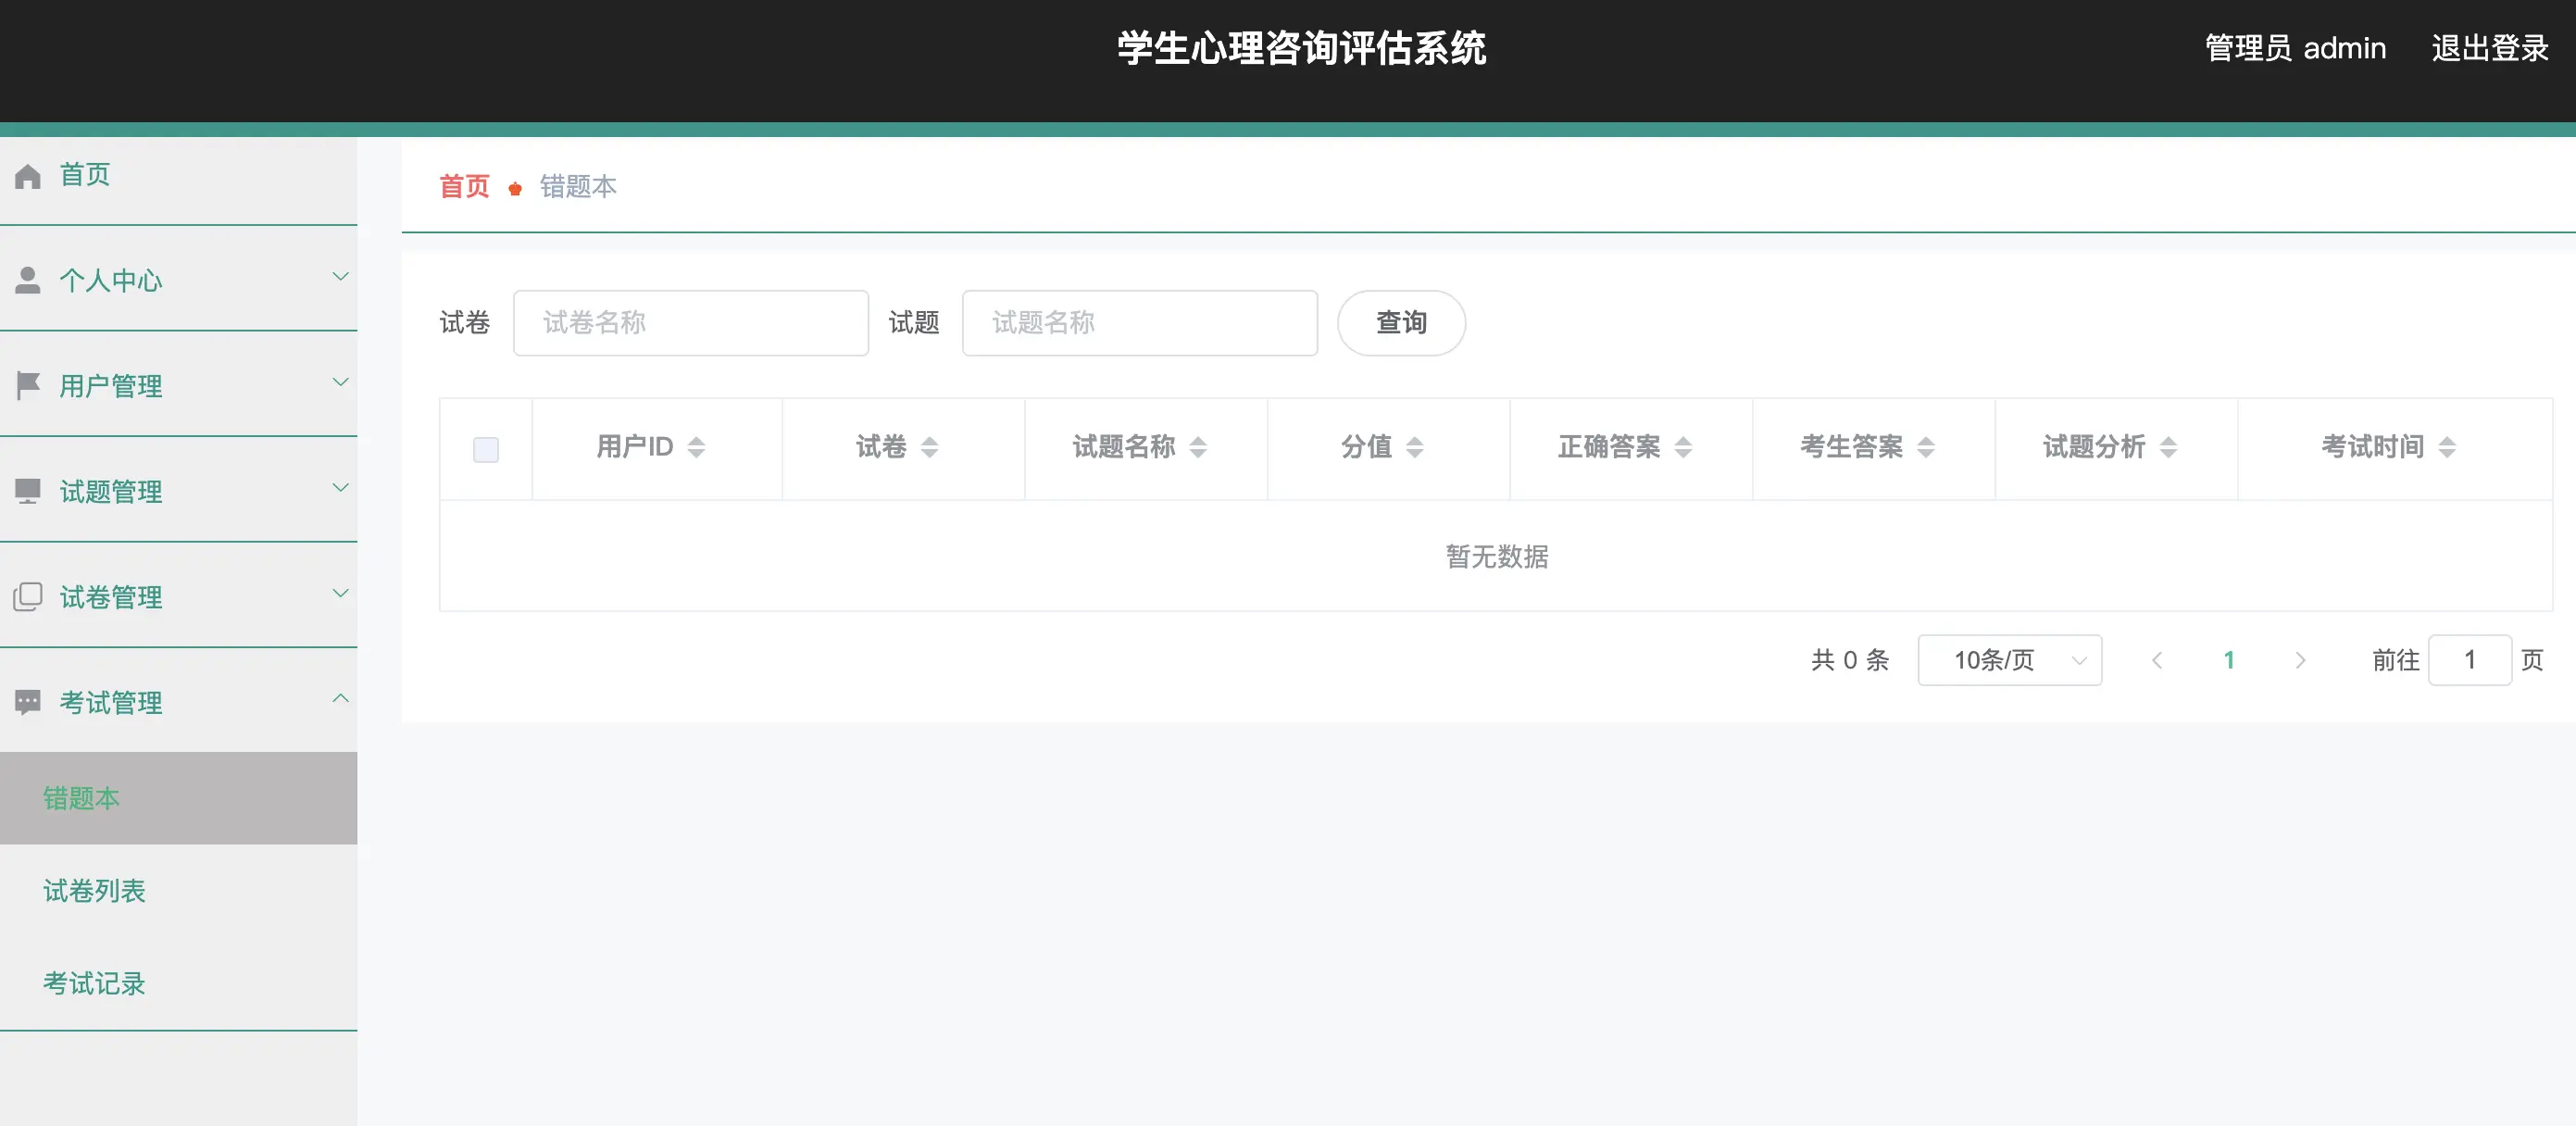 学生心理咨询评估系统
管理员 admin 退出登录
首页
个人中心
用户管理
试题管理
试卷管理
考试管理
错题本
试卷列表
考试记录
首页 错题本
试卷 试卷名称 试题 试题名称 查询
用户ID 试卷 试题名称 分值 正确答案 考生答案 试题分析 考试时间
暂无数据
共 0 条 10条/页 1 前往 1 页